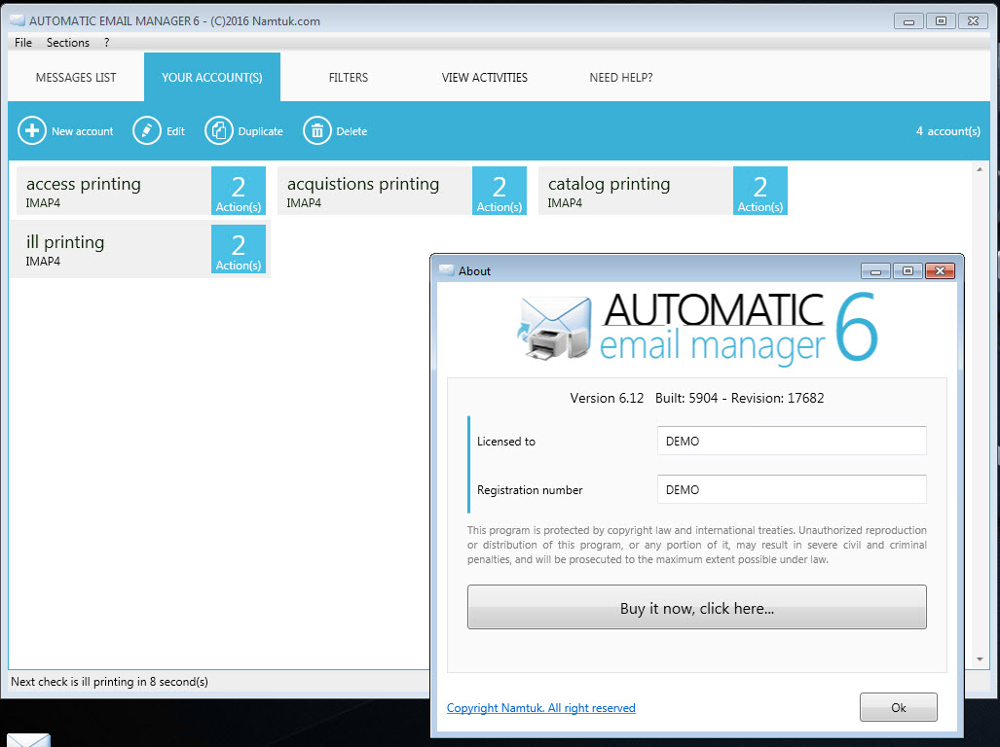 AUTOMATIC EMAIL MANAGER 6 - (C)2016 Namtuk.com
File Sections ?
MESSAGES LIST YOUR ACCOUNT(S) FILTERS VIEW ACTIVITIES NEED HELP?
New account Edit Duplicate Delete 4 account(s)
access printing 2 acquistions printing 2 catalog printing 2
IMAP4 Action(s) IMAP4 Action(s) IMAP4 Action(s)
ill printing 2
IMAP4 Action(s)
About
AUTOMATIC
email manager 6
Version 6.12 Built: 5904 - Revision: 17682
Licensed to DEMO
Registration number DEMO
This program is protected by copyright law and international treaties. Unauthorized reproduction
or distribution of this program, or any portion of it, may result in severe civil and criminal
penalties, and will be prosecuted to the maximum extent possible under law.
Buy it now, click here...
Next check is ill printing in 8 second(s)
Copyright Namtuk. All right reserved Ok